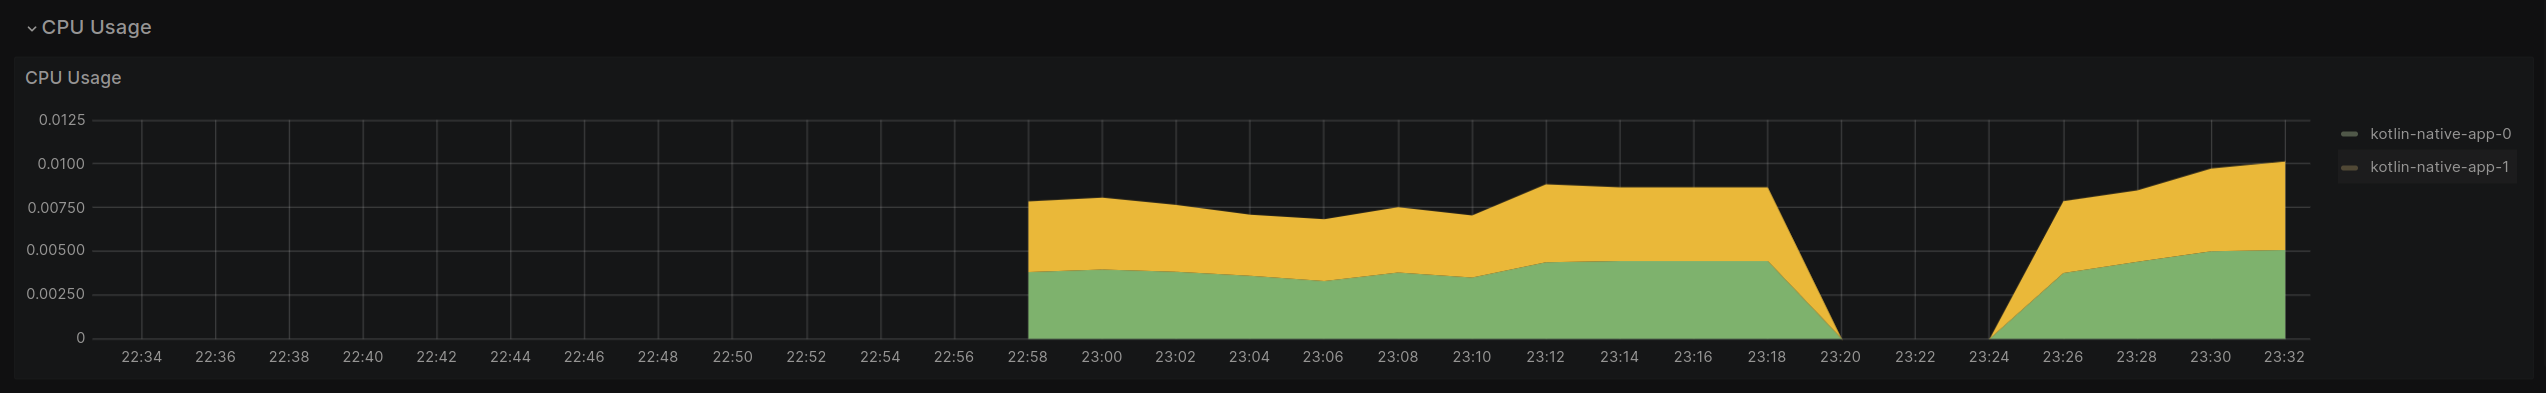 CPU Usage
CPU Usage
0.0125
0.0100
0.00750
0.00500
0.00250
0
22:34 22:36 22:38 22:40 22:42 22:44 22:46 22:48 22:50 22:52 22:54 22:56 22:58 23:00 23:02 23:04 23:06 23:08 23:10 23:12 23:14 23:16 23:18 23:20 23:22 23:24 23:26 23:28 23:30 23:32
kotlin-native-app-0
kotlin-native-app-1